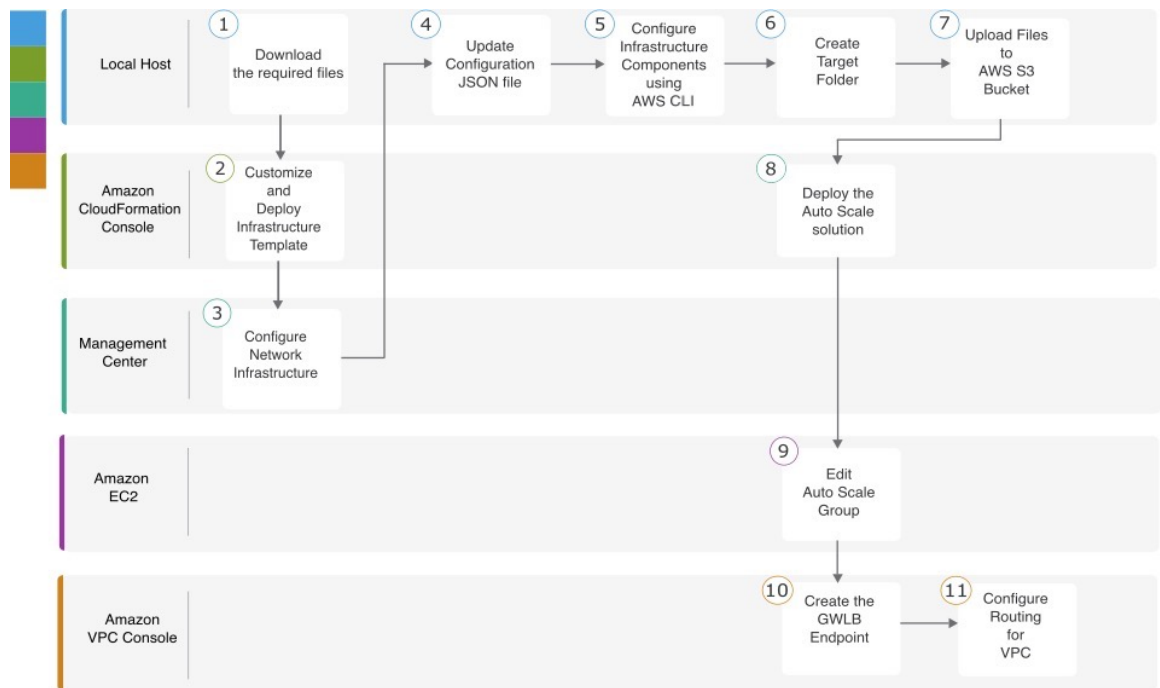 Local Host
1
Download
the required files
4
Update
Configuration
JSON file
5
Configure
Infrastructure
Components
using
AWS CLI
6
Create
Target
Folder
7
Upload Files
to
AWS S3
Bucket
Amazon
CloudFormation
Console
2
Customize
and
Deploy
Infrastructure
Template
8
Deploy the
Auto Scale
solution
Management
Center
3
Configure
Network
Infrastructure
Amazon
EC2
9
Edit
Auto Scale
Group
Amazon
VPC Console
10
Create the
GWLB
Endpoint
11
Configure
Routing
for
VPC